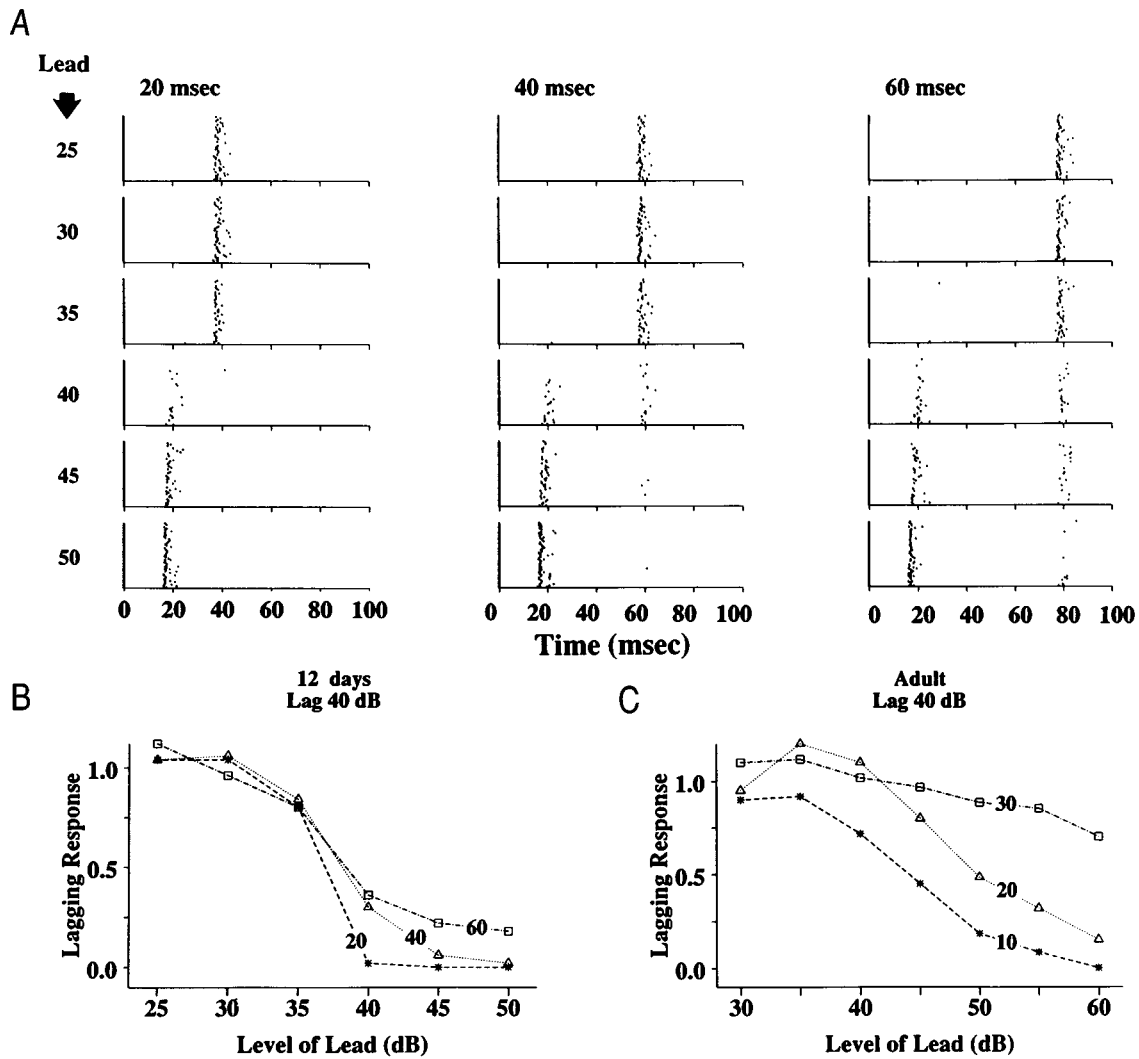 A
Lead
20 msec 40 msec 60 msec
25
30
35
40
45
50
0 20 40 60 80 100 0 20 40 60 80 100 0 20 40 60 80 100
Time (msec)
B
12 days
Lag 40 dB
Lagging Response
1.0
0.5
0.0
20 40 60
25 30 35 40 45 50
Level of Lead (dB)
C
Adult
Lag 40 dB
Lagging Response
1.0
0.5
0.0
30
20
10
30 40 50 60
Level of Lead (dB)